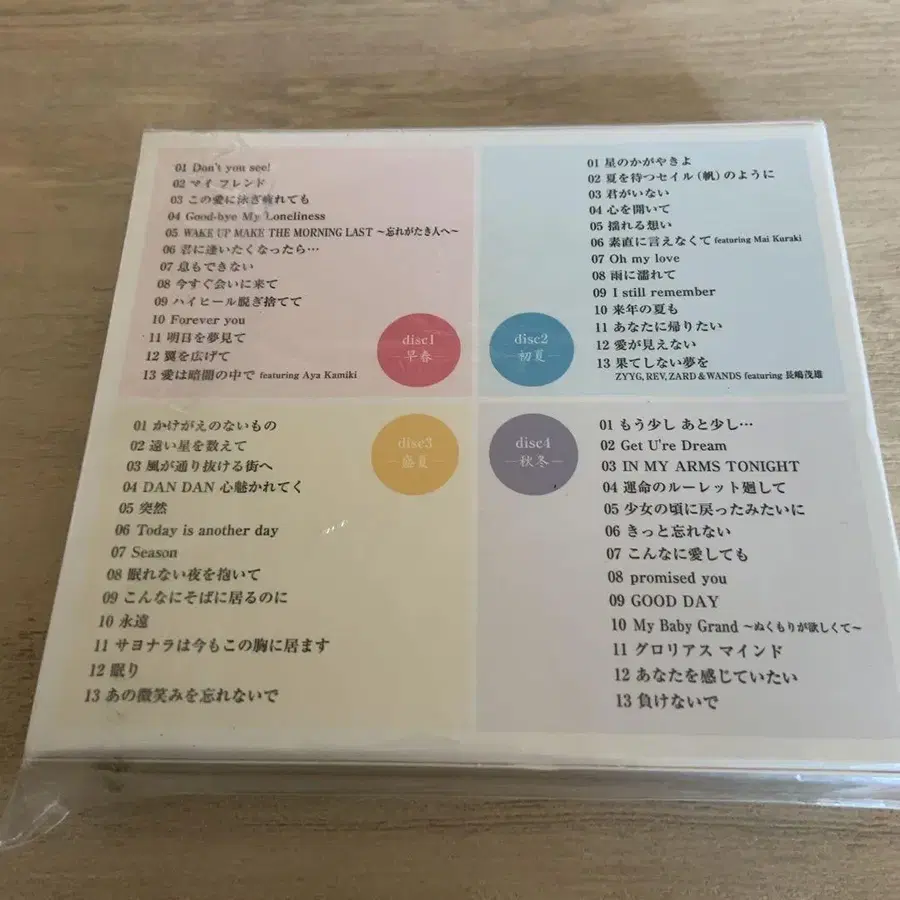 01 Don't you see!
02 マイ フレンド
03 この愛に泳ぎ疲れても
04 Good-bye My Loneliness
05 WAKE UP MAKE THE MORNING LAST ～忘れがたき人へ～
06 君に逢いたくなったら…
07 息もできない
08 今すぐ会いに来て
09 ハイヒール脱ぎ捨てて
10 Forever you
11 明日を夢見て
12 翼を広げて
13 愛は暗闇の中で featuring Aya Kamiki
disc1
―早春―
01 星のかがやきよ
02 夏を待つセイル(帆)のように
03 君がいない
04 心を開いて
05 揺れる想い
06 素直に言えなくて featuring Mai Kuraki
07 Oh my love
08 雨に濡れて
09 I still remember
10 来年の夏も
11 あなたに帰りたい
12 愛が見えない
13 果てしない夢を
ZYYG, REV, ZARD & WANDS featuring 長嶋茂雄
disc2
―初夏―
01 かけがえのないもの
02 遠い星を数えて
03 風が通り抜ける街へ
04 DAN DAN 心魅かれてく
05 突然
06 Today is another day
07 Season
08 眠れない夜を抱いて
09 こんなにそばに居るのに
10 永遠
11 サヨナラは今もこの胸に居ます
12 眠り
13 あの微笑みを忘れないで
disc3
―盛夏―
01 もう少し あと少し…
02 Get U're Dream
03 IN MY ARMS TONIGHT
04 運命のルーレット廻して
05 少女の頃に戻ったみたいに
06 きっと忘れない
07 こんなに愛しても
08 promised you
09 GOOD DAY
10 My Baby Grand ～ぬくもりが欲しくて～
11 グロリアス マインド
12 あなたを感じていたい
13 負けないで
disc4
―秋冬―